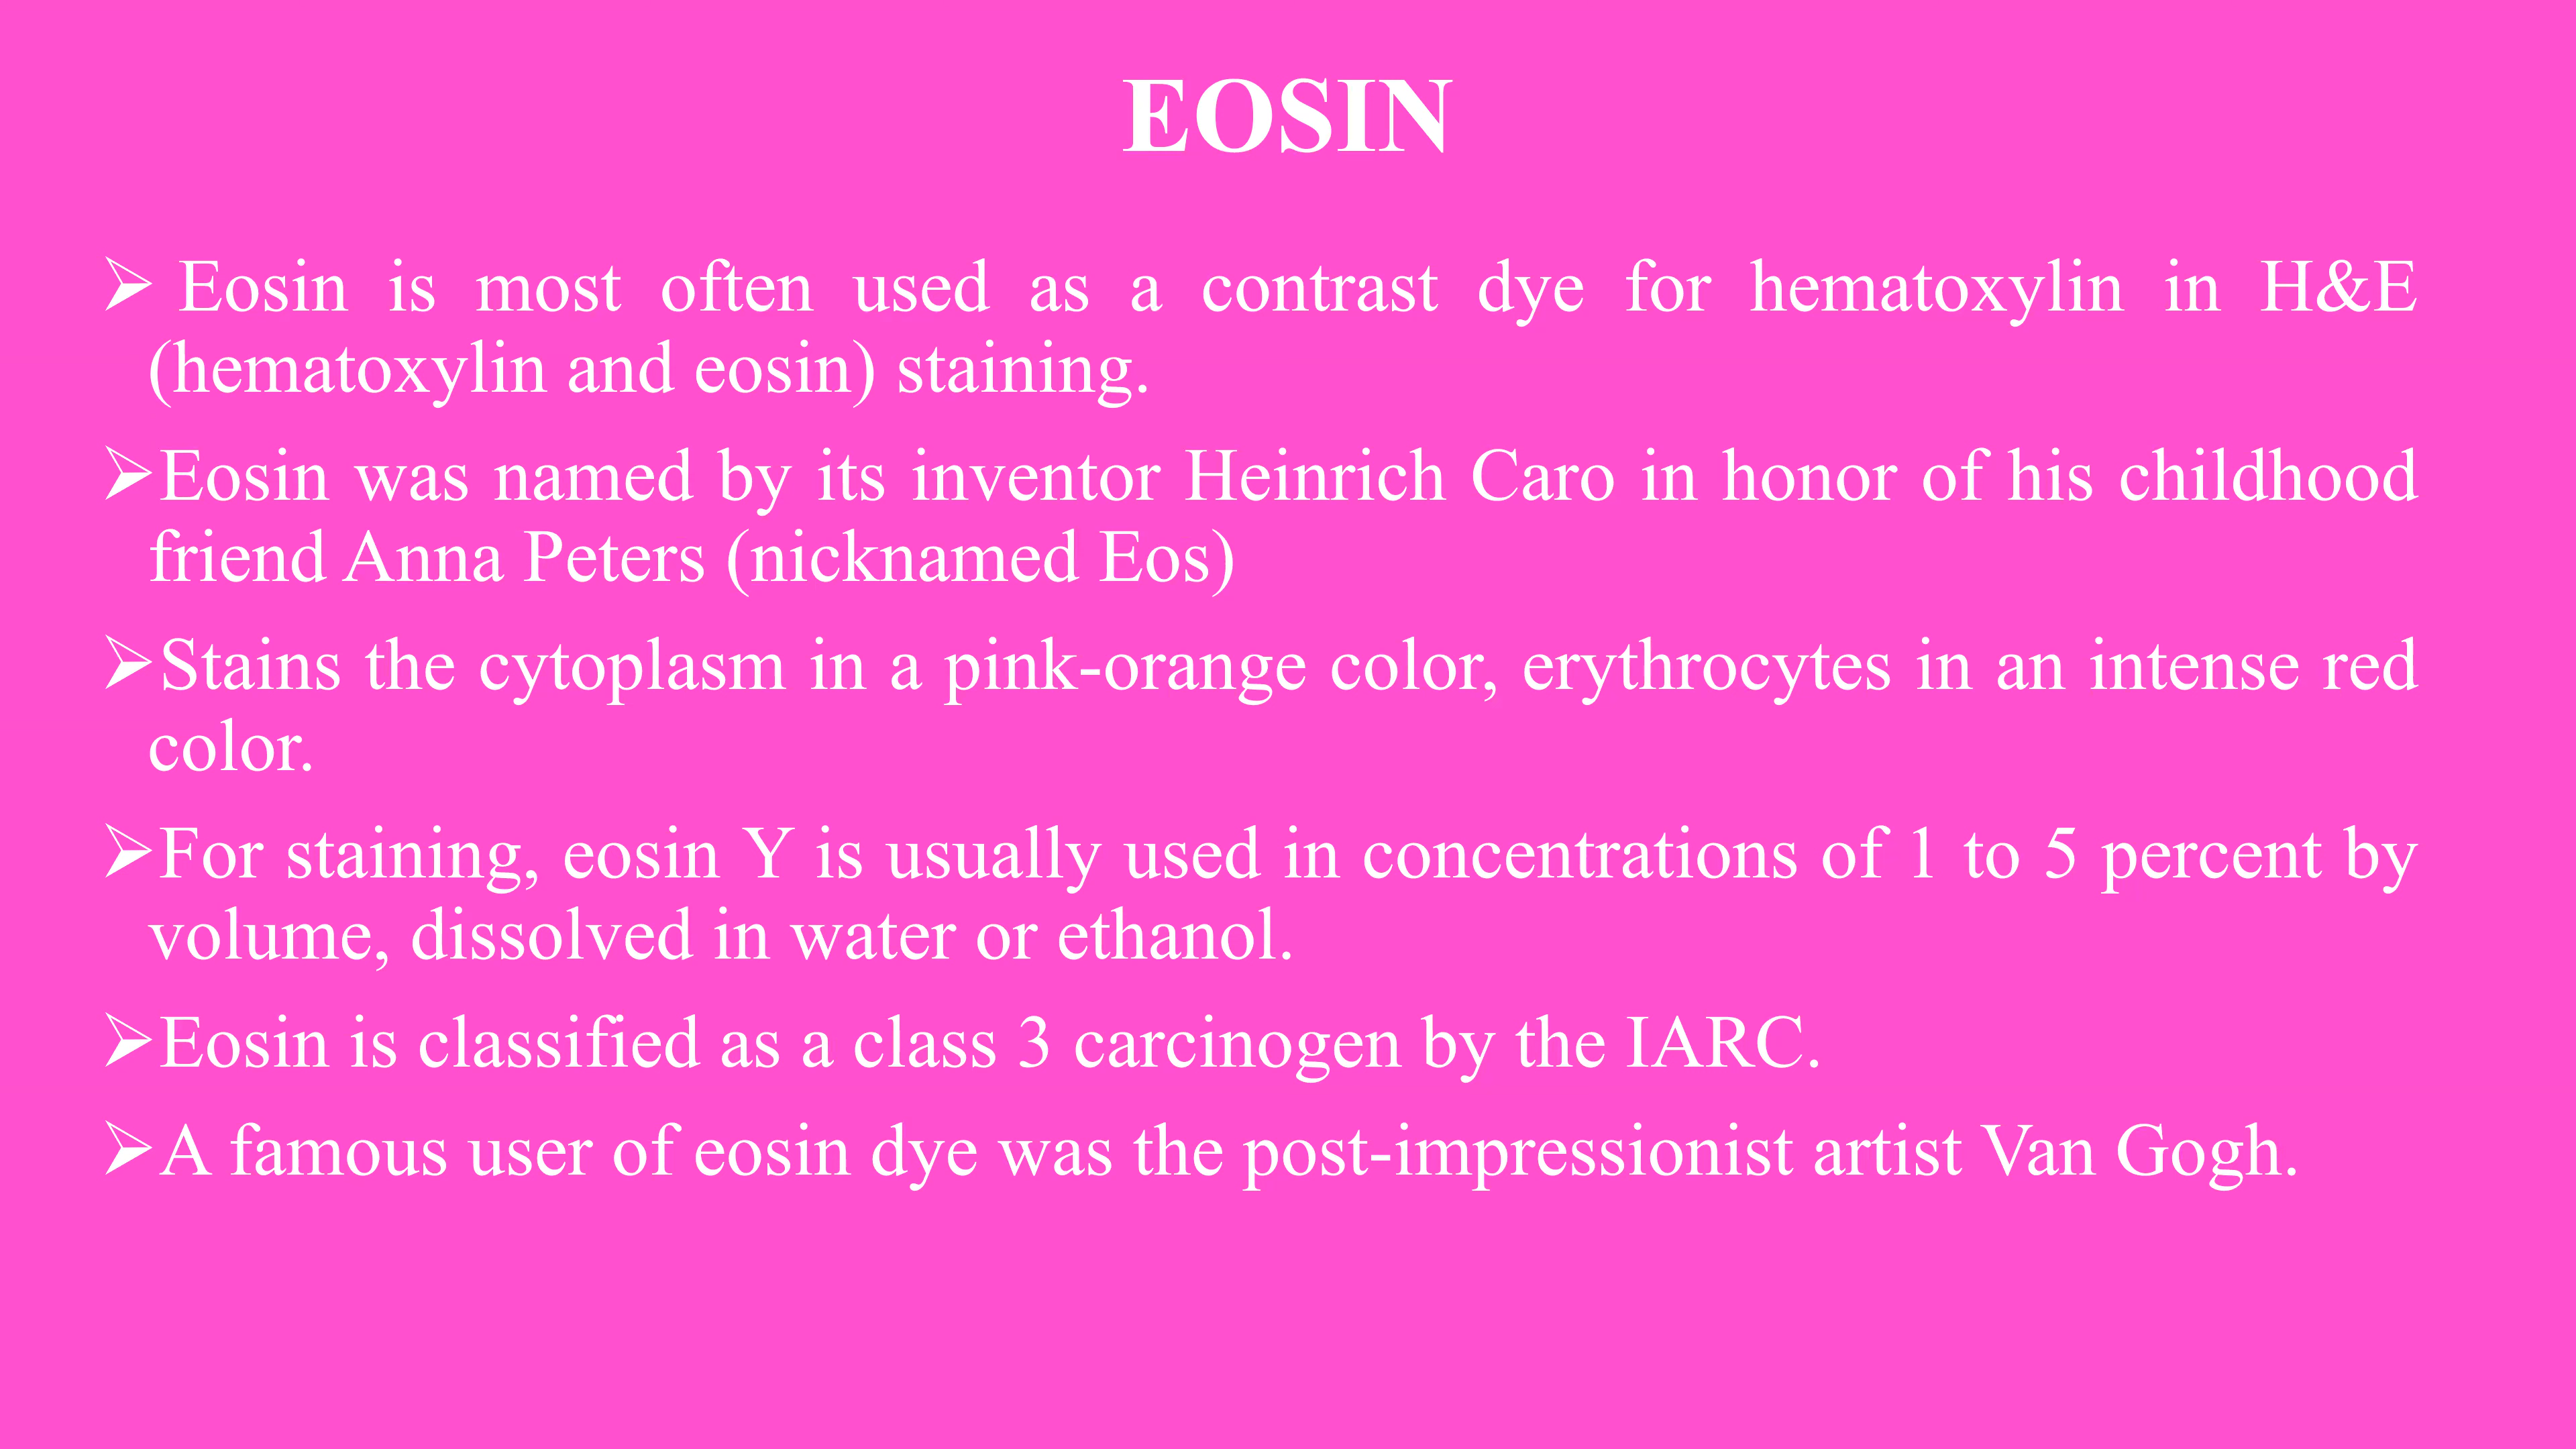 EOSIN
➢ Eosin is most often used as a contrast dye for hematoxylin in H&E
(hematoxylin and eosin) staining.
➢Eosin was named by its inventor Heinrich Caro in honor of his childhood
friend Anna Peters (nicknamed Eos)
➢Stains the cytoplasm in a pink-orange color, erythrocytes in an intense red
color.
➢For staining, eosin Y is usually used in concentrations of 1 to 5 percent by
volume, dissolved in water or ethanol.
➢Eosin is classified as a class 3 carcinogen by the IARC.
➢A famous user of eosin dye was the post-impressionist artist Van Gogh.